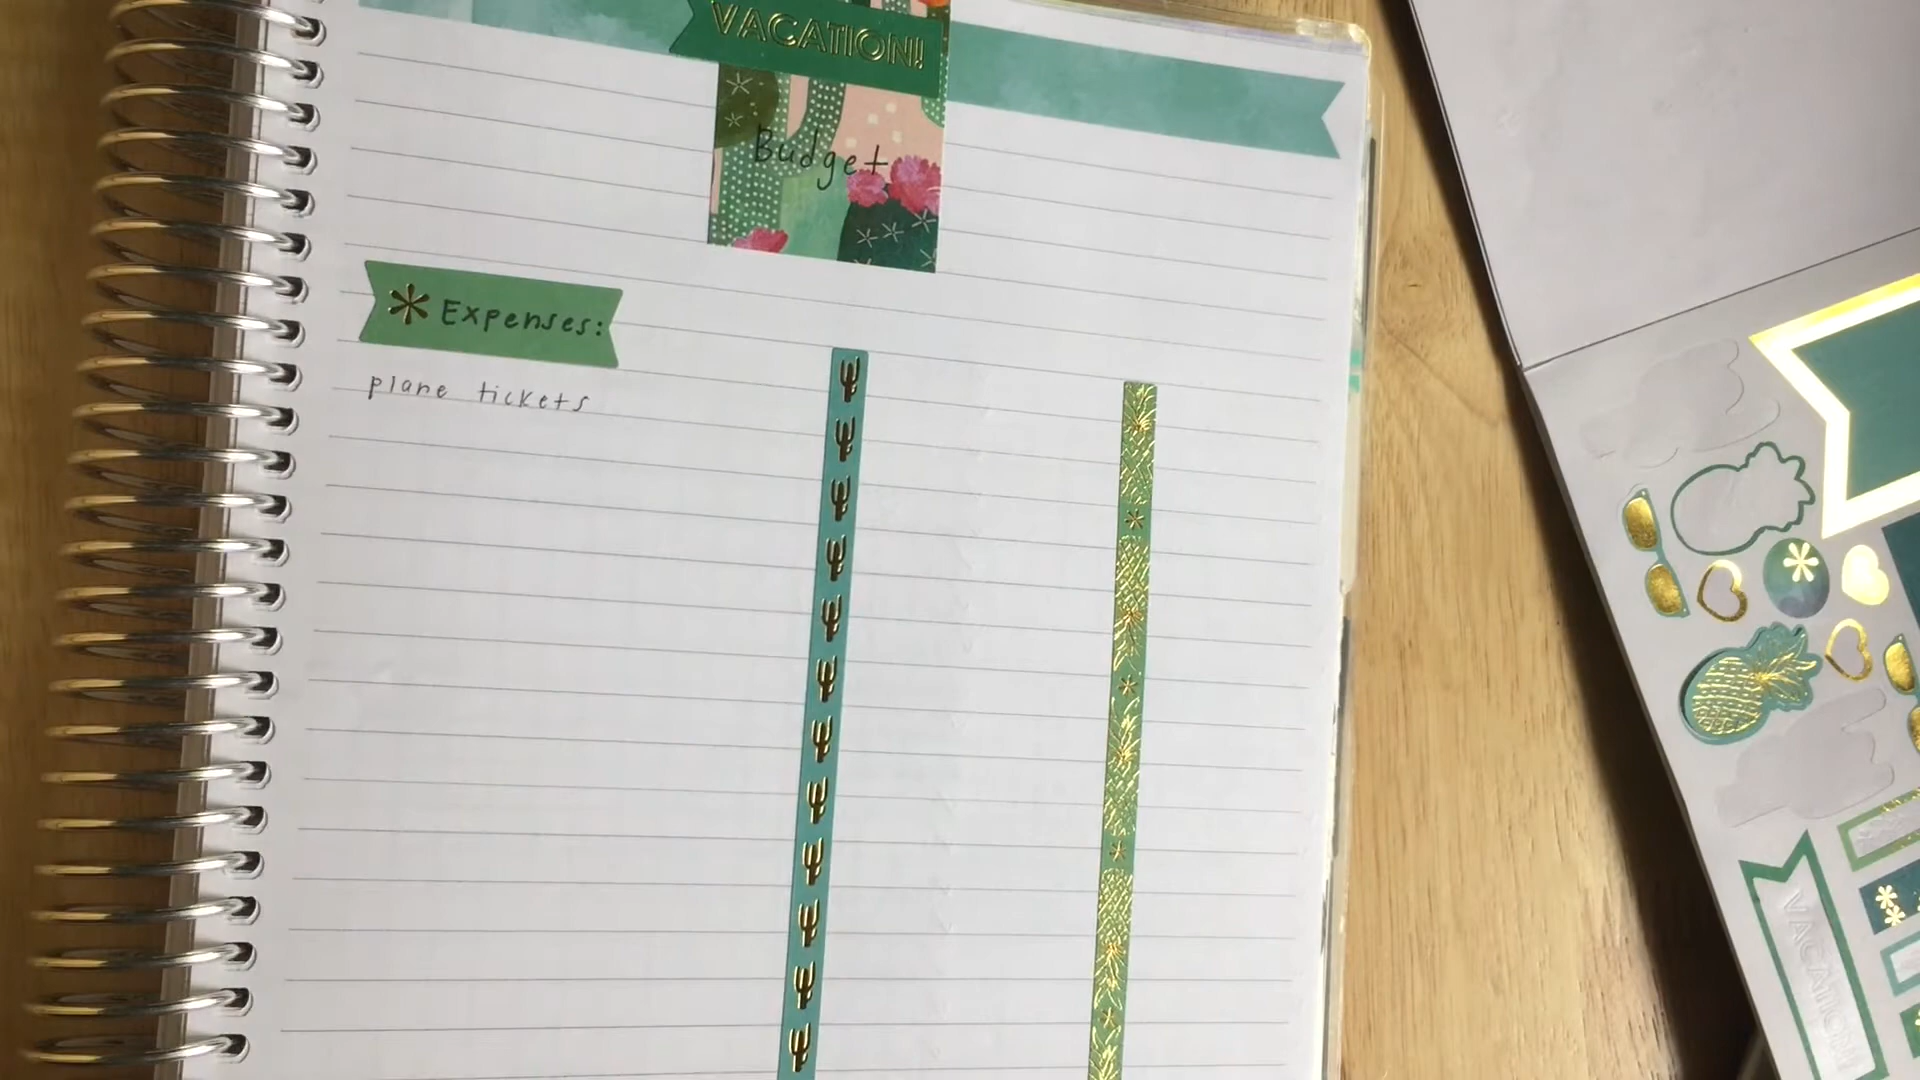 VACATION!
Budget
Expenses:
plane tickets
VACATION!